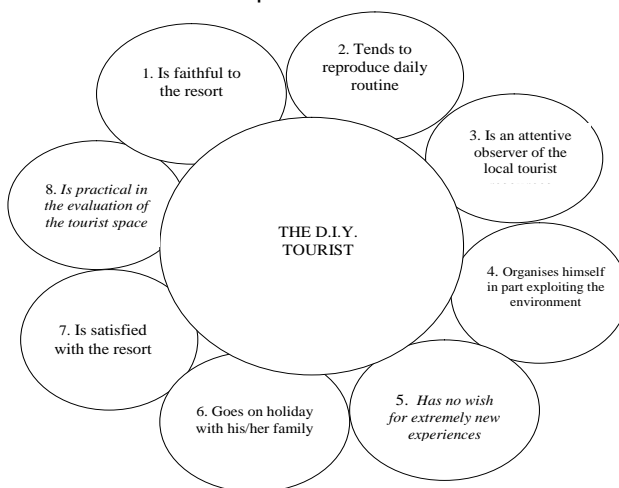 1. Is faithful to
the resort
2. Tends to
reproduce daily
routine
3. Is an attentive
observer of the
local tourist
4. Organises himself
in part exploiting the
environment
5. Has no wish
for extremely new
experiences
6. Goes on holiday
with his/her family
7. Is satisfied
with the resort
8. Is practical in
the evaluation of
the tourist space
THE D.I.Y.
TOURIST